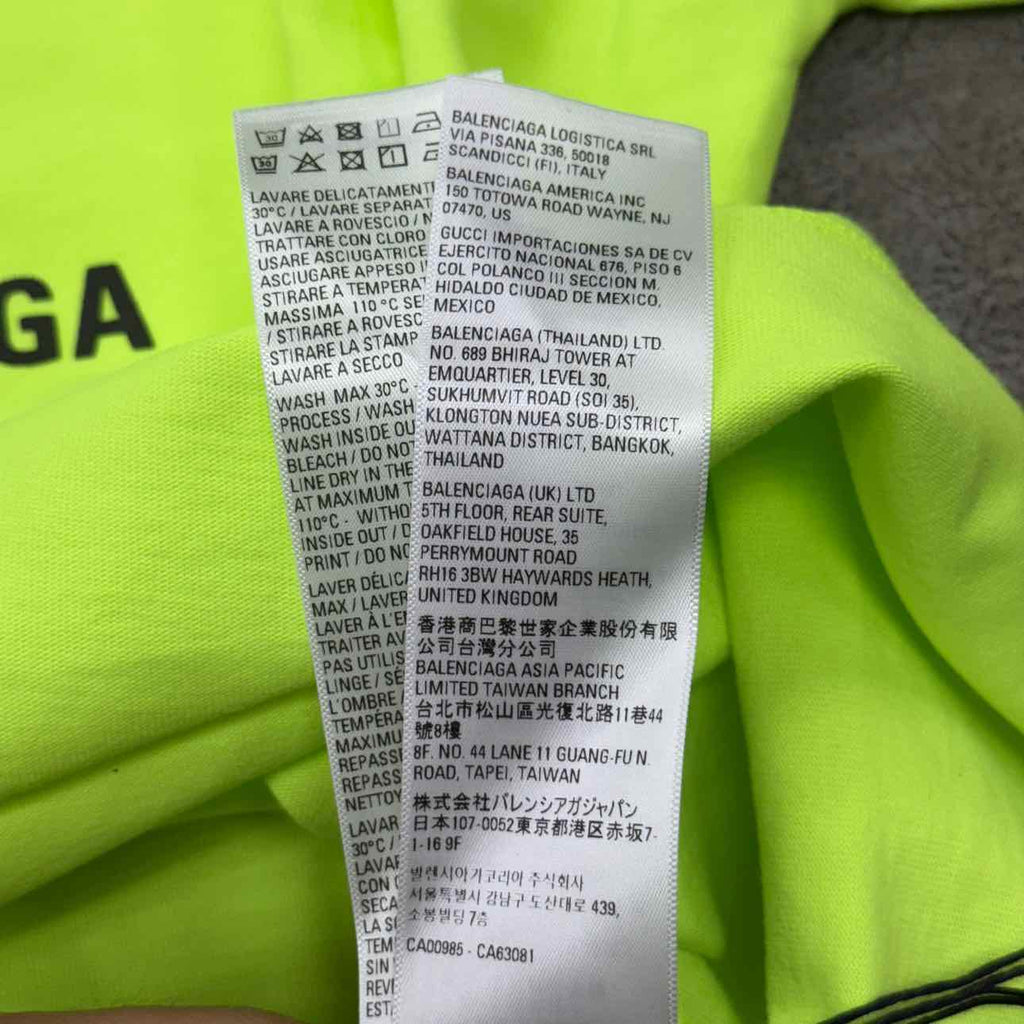 GA
30
30
1
1
LAVARE DELICATAMENT
30°C / LAVARE SEPARAT
LAVARE A ROVESCIO / N
TRATTARE CON CLORO
USARE ASCIUGATRICE
ASCIUGARE APPESO I
STIRARE A TEMPERAT
MASSIMA 110 °C SE
/ STIRARE A ROVESC
STIRARE LA STAMP
LAVARE A SECCO
WASH MAX 30°C -
PROCESS / WASH
WASH INSIDE OU
BLEACH / DO NOT
LINE DRY IN THE
AT MAXIMUM T
110°C - WITHO
INSIDE OUT / D
PRINT / DO NO
LAVER DÉLICA
MAX / LAVER
LAVER À L'E
TRAITER AV
PAS UTILIS
LINGE / SÉ
L'OMBRE /
TEMPÉRA
MAXIMU
REPASSE
REPASS
NETTOY
LAVAR
30°C /
LAVAR
CON C
SECA
LA S
TEM
SIN
REVE
EST
BALENCIAGA LOGISTICA SRL
VIA PISANA 336, 50018
SCANDICCI (FI), ITALY
BALENCIAGA AMERICA INC
150 TOTOWA ROAD WAYNE, NJ
07470, US
GUCCI IMPORTACIONES SA DE CV
EJERCITO NACIONAL 676, PISO 6
COL POLANCO III SECCION M.
HIDALGO CIUDAD DE MEXICO,
MEXICO
BALENCIAGA (THAILAND) LTD.
NO. 689 BHIRAJ TOWER AT
EMQUARTIER, LEVEL 30,
SUKHUMVIT ROAD (SOI 35),
KLONGTON NUEA SUB-DISTRICT,
WATTANA DISTRICT, BANGKOK,
THAILAND
BALENCIAGA (UK) LTD
5TH FLOOR, REAR SUITE,
OAKFIELD HOUSE, 35
PERRYMOUNT ROAD
RH16 3BW HAYWARDS HEATH,
UNITED KINGDOM
香港商巴黎世家企業股份有限
公司台灣分公司
BALENCIAGA ASIA PACIFIC
LIMITED TAIWAN BRANCH
台北市松山區光復北路11巷44
號8樓
8F. NO. 44 LANE 11 GUANG-FU N.
ROAD, TAPEI, TAIWAN
株式会社バレンシアガジャパン
日本107-0052東京都港区赤坂7-
1-16 9F
발렌시아가코리아 주식회사
서울특별시 강남구 도산대로 439,
소봉빌딩 7층
CA00985 - CA63081